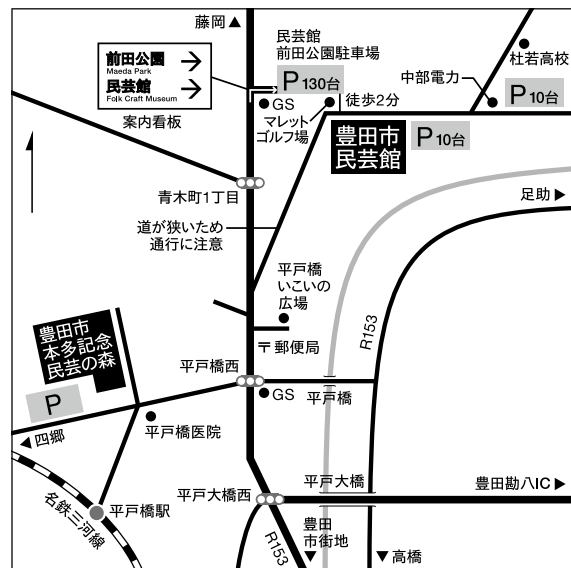 藤岡▲
民芸館
前田公園駐車場
杜若高校
前田公園
Maeda Park
民芸館
Folk Craft Museum
P 130台
中部電力
P 10台
GS
徒歩2分
マレット
ゴルフ場
案内看板
豊田市
民芸館
P 10台
青木町1丁目
足助▶
道が狭いため
通行に注意
平戸橋
いこいの
広場
R153
豊田市
本多記念
民芸の森
〒郵便局
平戸橋西
P
GS
平戸橋
平戸橋医院
◀四郷
平戸大橋
平戸大橋西
豊田勘八IC▶
名鉄三河線
平戸橋駅
R153
豊田
市街地▼
▼高橋